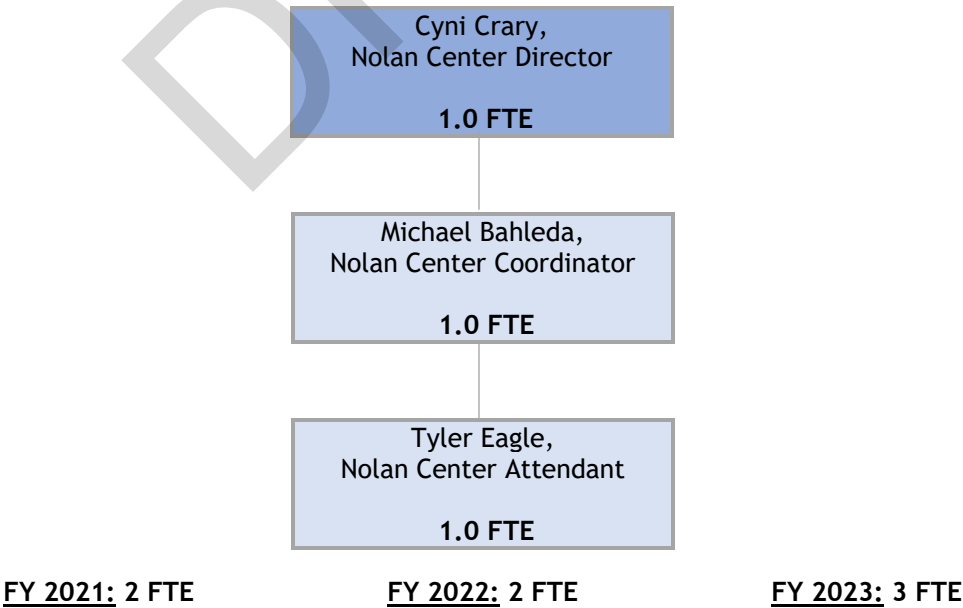 Cyni Crary,
Nolan Center Director
1.0 FTE
Michael Bahleda,
Nolan Center Coordinator
1.0 FTE
Tyler Eagle,
Nolan Center Attendant
1.0 FTE
FY 2021: 2 FTE FY 2022: 2 FTE FY 2023: 3 FTE